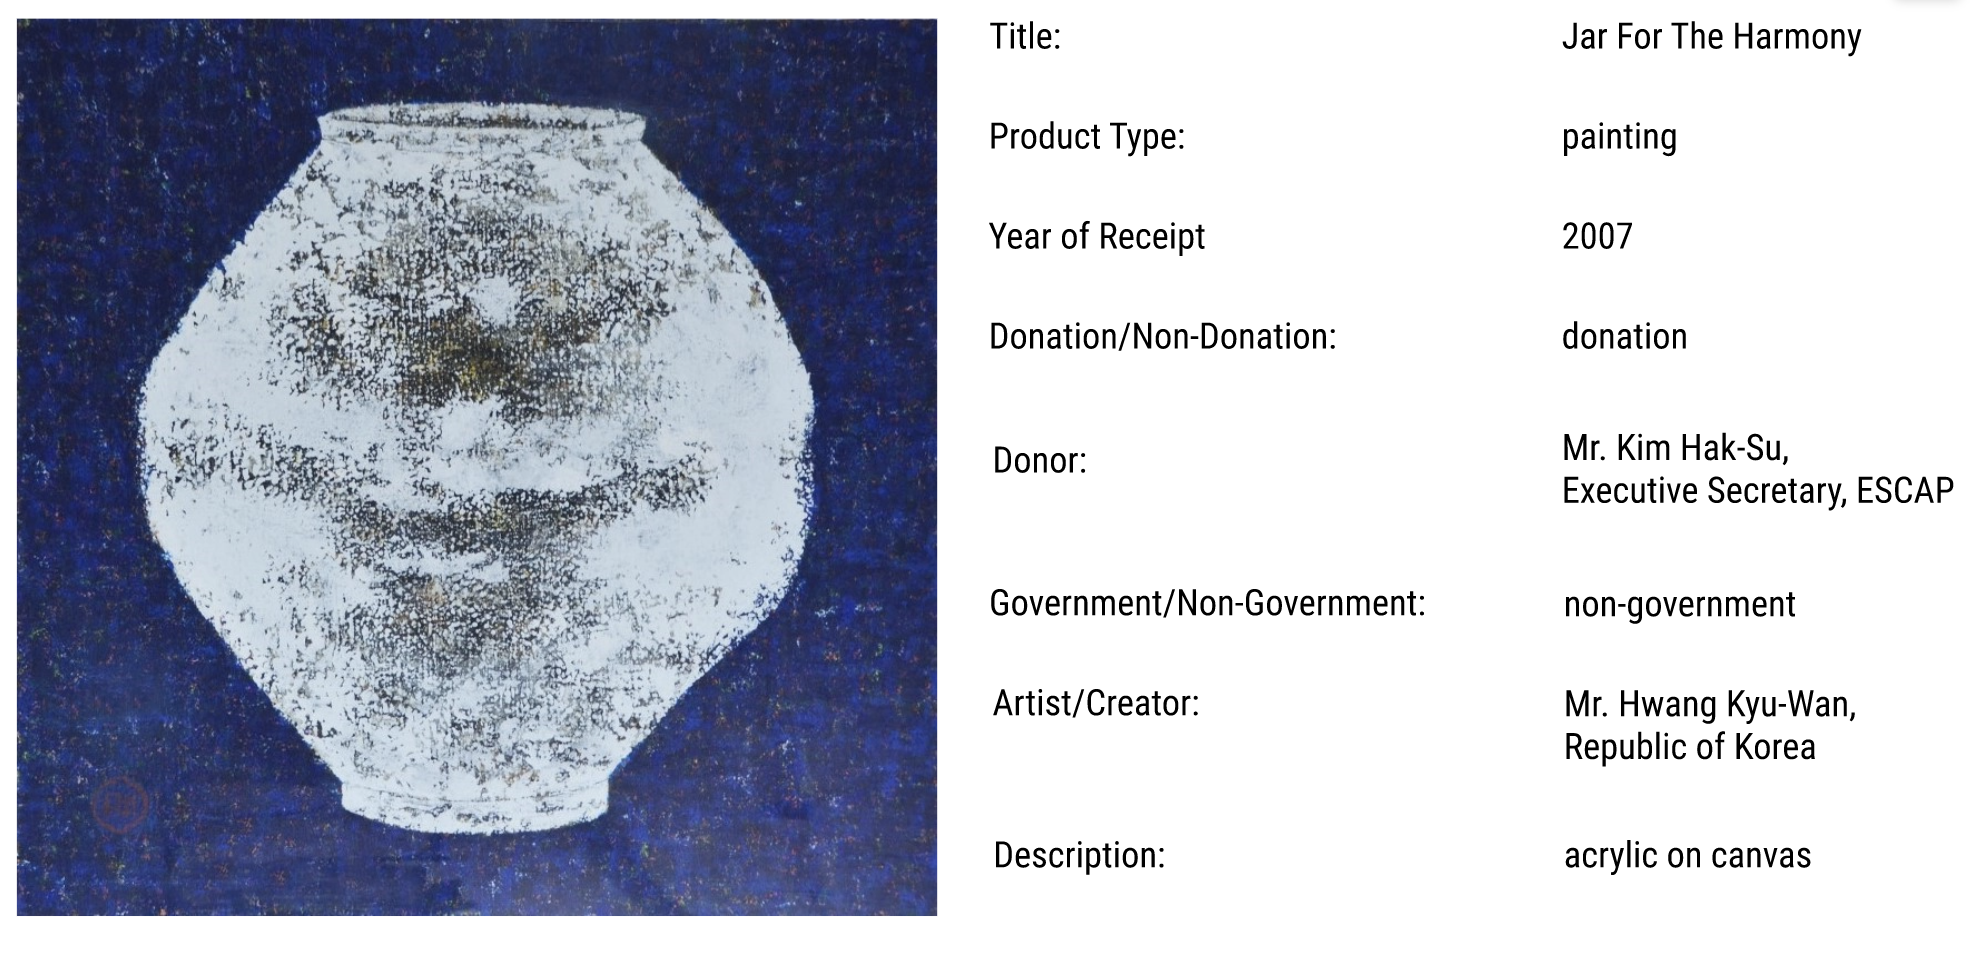 Title: Jar For The Harmony
Product Type: painting
Year of Receipt 2007
Donation/Non-Donation: donation
Donor: Mr. Kim Hak-Su,
Executive Secretary, ESCAP
Government/Non-Government: non-government
Artist/Creator: Mr. Hwang Kyu-Wan,
Republic of Korea
Description: acrylic on canvas